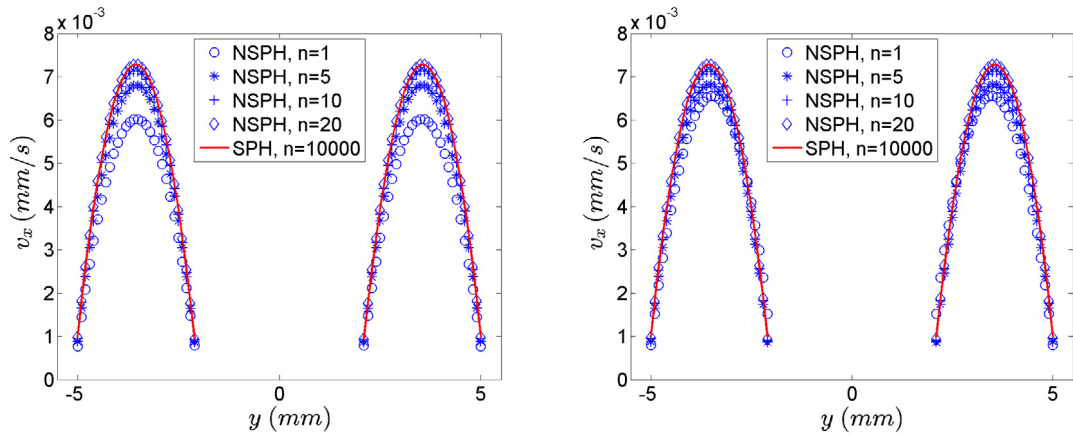 x 10⁻³
8
7
6
5
4
3
2
1
0
v_x (mm/s)
NSPH, n=1
NSPH, n=5
NSPH, n=10
NSPH, n=20
SPH, n=10000
-5
0
5
y (mm)
x 10⁻³
8
7
6
5
4
3
2
1
0
v_x (mm/s)
NSPH, n=1
NSPH, n=5
NSPH, n=10
NSPH, n=20
SPH, n=10000
-5
0
5
y (mm)